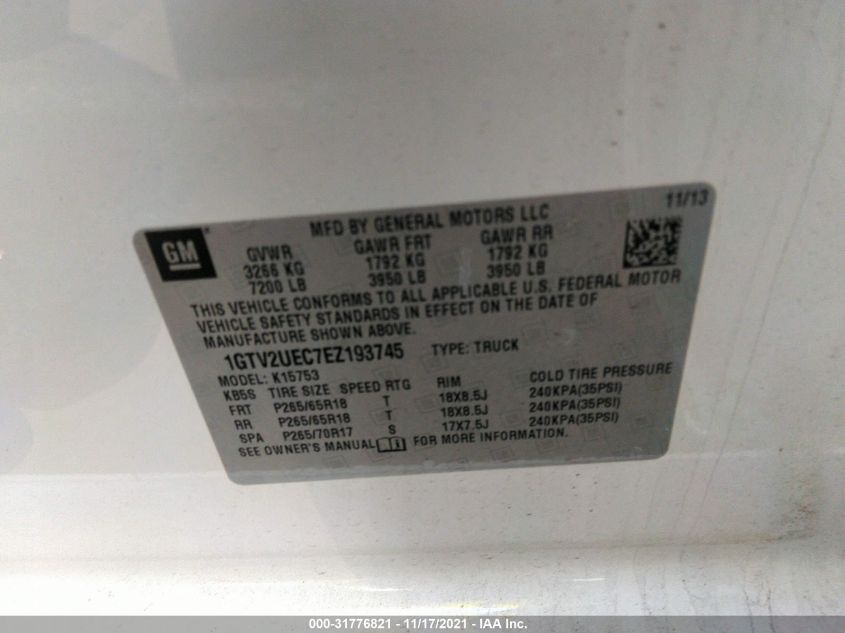 MFD BY GENERAL MOTORS LLC 11/13
GM ®
GVWR GAWR FRT GAWR RR
3266 KG 1792 KG 1792 KG
7200 LB 3950 LB 3950 LB
THIS VEHICLE CONFORMS TO ALL APPLICABLE U.S. FEDERAL MOTOR
VEHICLE SAFETY STANDARDS IN EFFECT ON THE DATE OF
MANUFACTURE SHOWN ABOVE.
1GTV2UEC7EZ193745 TYPE: TRUCK
MODEL: K15753
KB5S TIRE SIZE SPEED RTG RIM COLD TIRE PRESSURE
FRT P265/65R18 T 18X8.5J 240KPA(35PSI)
RR P265/65R18 T 18X8.5J 240KPA(35PSI)
SPA P265/70R17 S 17X7.5J 240KPA(35PSI)
SEE OWNER'S MANUAL FOR MORE INFORMATION.
000-31776821 - 11/17/2021 - IAAI Inc.